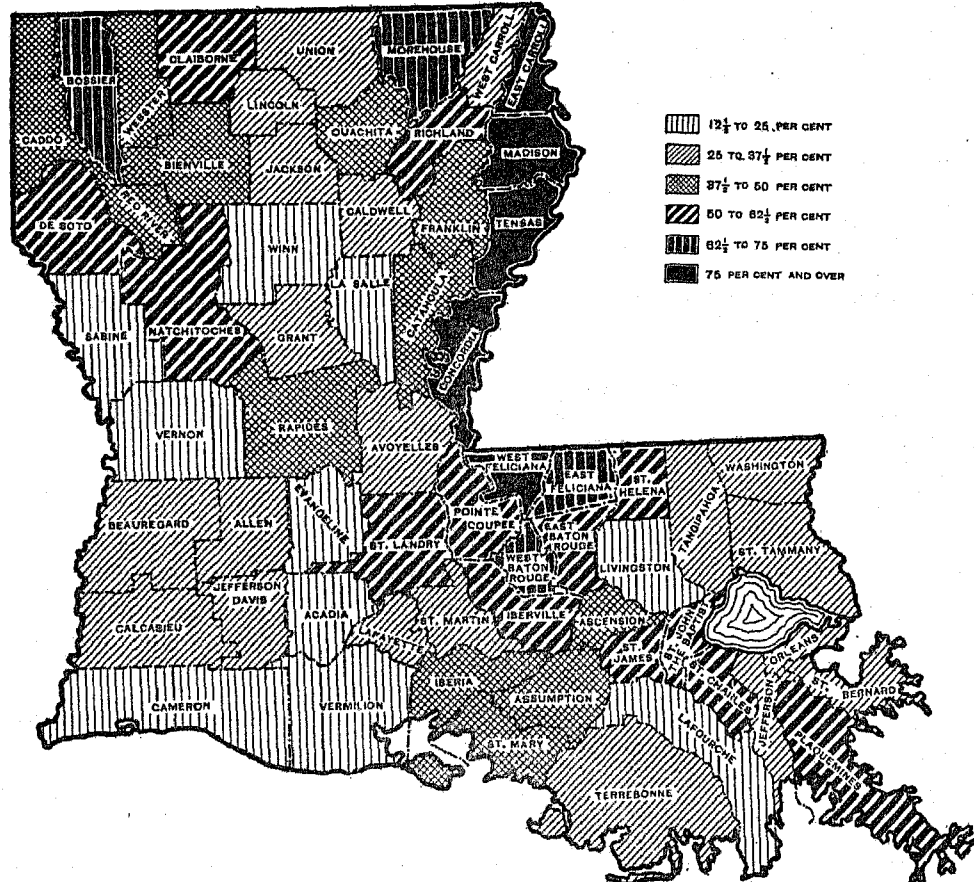 UNION
MOREHOUSE
WEST CARROLL
EAST CARROLL
CLAIBORNE
BOSSIER
WEBSTER
LINCOLN
CADDO
OUACHITA
RICHLAND
MADISON
BIENVILLE
JACKSON
RED RIVER
CALDWELL
DE SOTO
FRANKLIN
TENSAS
WINN
LA SALLE
CATAHOULA
SABINE
NATCHITOCHES
GRANT
CONCORDIA
VERNON
RAPIDES
AVOYELLES
WEST
FELICIANA
EAST
FELICIANA
ST.
HELENA
WASHINGTON
TANGIPAHOA
EVANGELINE
POINTE
COUPEE
BEAUREGARD
ALLEN
ST. LANDRY
EAST
BATON
ROUGE
WEST
BATON
ROUGE
LIVINGSTON
ST. TAMMANY
JEFFERSON
DAVIS
ACADIA
CALCASIEU
LAFAYETTE
ST. MARTIN
IBERVILLE
ASCENSION
ST. JOHN
BAPTIST
ST.
JAMES
ORLEANS
ST. CHARLES
ST. BERNARD
IBERIA
ASSUMPTION
JEFFERSON
CAMERON
VERMILION
LAFOURCHE
PLAQUEMINES
ST. MARY
TERREBONNE
12½ TO 25 PER CENT
25 TO 37½ PER CENT
37½ TO 50 PER CENT
50 TO 62½ PER CENT
62½ TO 75 PER CENT
75 PER CENT AND OVER